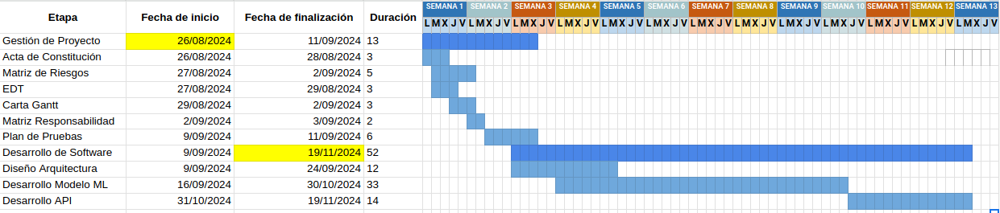 Etapa Fecha de inicio Fecha de finalización Duración SEMANA 1 SEMANA 2 SEMANA 3 SEMANA 4 SEMANA 5 SEMANA 6 SEMANA 7 SEMANA 8 SEMANA 9 SEMANA 10 SEMANA 11 SEMANA 12 SEMANA 13
L M X J V L M X J V L M X J V L M X J V L M X J V L M X J V L M X J V L M X J V L M X J V L M X J V L M X J V L M X J V L M X J V
Gestión de Proyecto 26/08/2024 11/09/2024 13
Acta de Constitución 26/08/2024 28/08/2024 3
Matriz de Riesgos 27/08/2024 2/09/2024 5
EDT 27/08/2024 29/08/2024 3
Carta Gantt 29/08/2024 2/09/2024 3
Matriz Responsabilidad 2/09/2024 3/09/2024 2
Plan de Pruebas 9/09/2024 11/09/2024 6
Desarrollo de Software 9/09/2024 19/11/2024 52
Diseño Arquitectura 9/09/2024 24/09/2024 12
Desarrollo Modelo ML 16/09/2024 30/10/2024 33
Desarrollo API 31/10/2024 19/11/2024 14